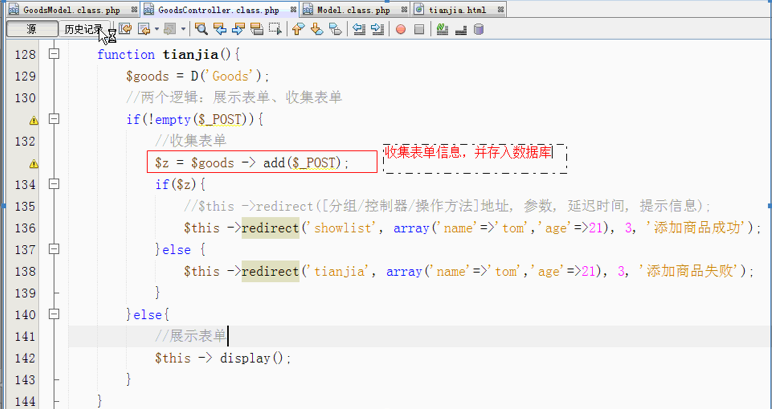 GoodsModel.class.php
GoodsController.class.php
Model.class.php
tianjia.html
源
历史记录
128 function tianjia(){
129 $goods = D('Goods');
130 //两个逻辑：展示表单、收集表单
if(!empty($_POST)){
132 //收集表单
$z = $goods -> add($_POST);
收集表单信息，并存入数据库
134 if($z){
135 //$this ->redirect([分组/控制器/操作方法]地址, 参数, 延迟时间, 提示信息);
136 $this ->redirect('showlist', array('name'=>'tom','age'=>21), 3, '添加商品成功');
137 }else {
138 $this ->redirect('tianjia', array('name'=>'tom','age'=>21), 3, '添加商品失败');
139 }
140 }else{
141 //展示表单
142 $this -> display();
143 }
144 }